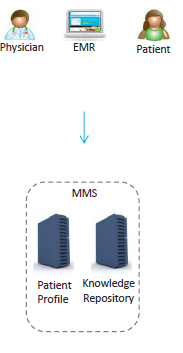 Physician EMR Patient
MMS
Patient Profile
Knowledge Repository